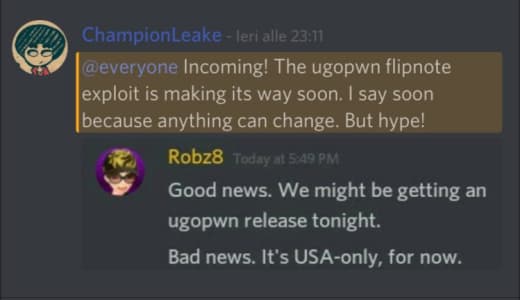 ChampionLeake - Ieri alle 23:11
@everyone Incoming! The ugopwn flipnote
exploit is making its way soon. I say soon
because anything can change. But hype!
Robz8 Today at 5:49 PM
Good news. We might be getting an
ugopwn release tonight.
Bad news. It's USA-only, for now.